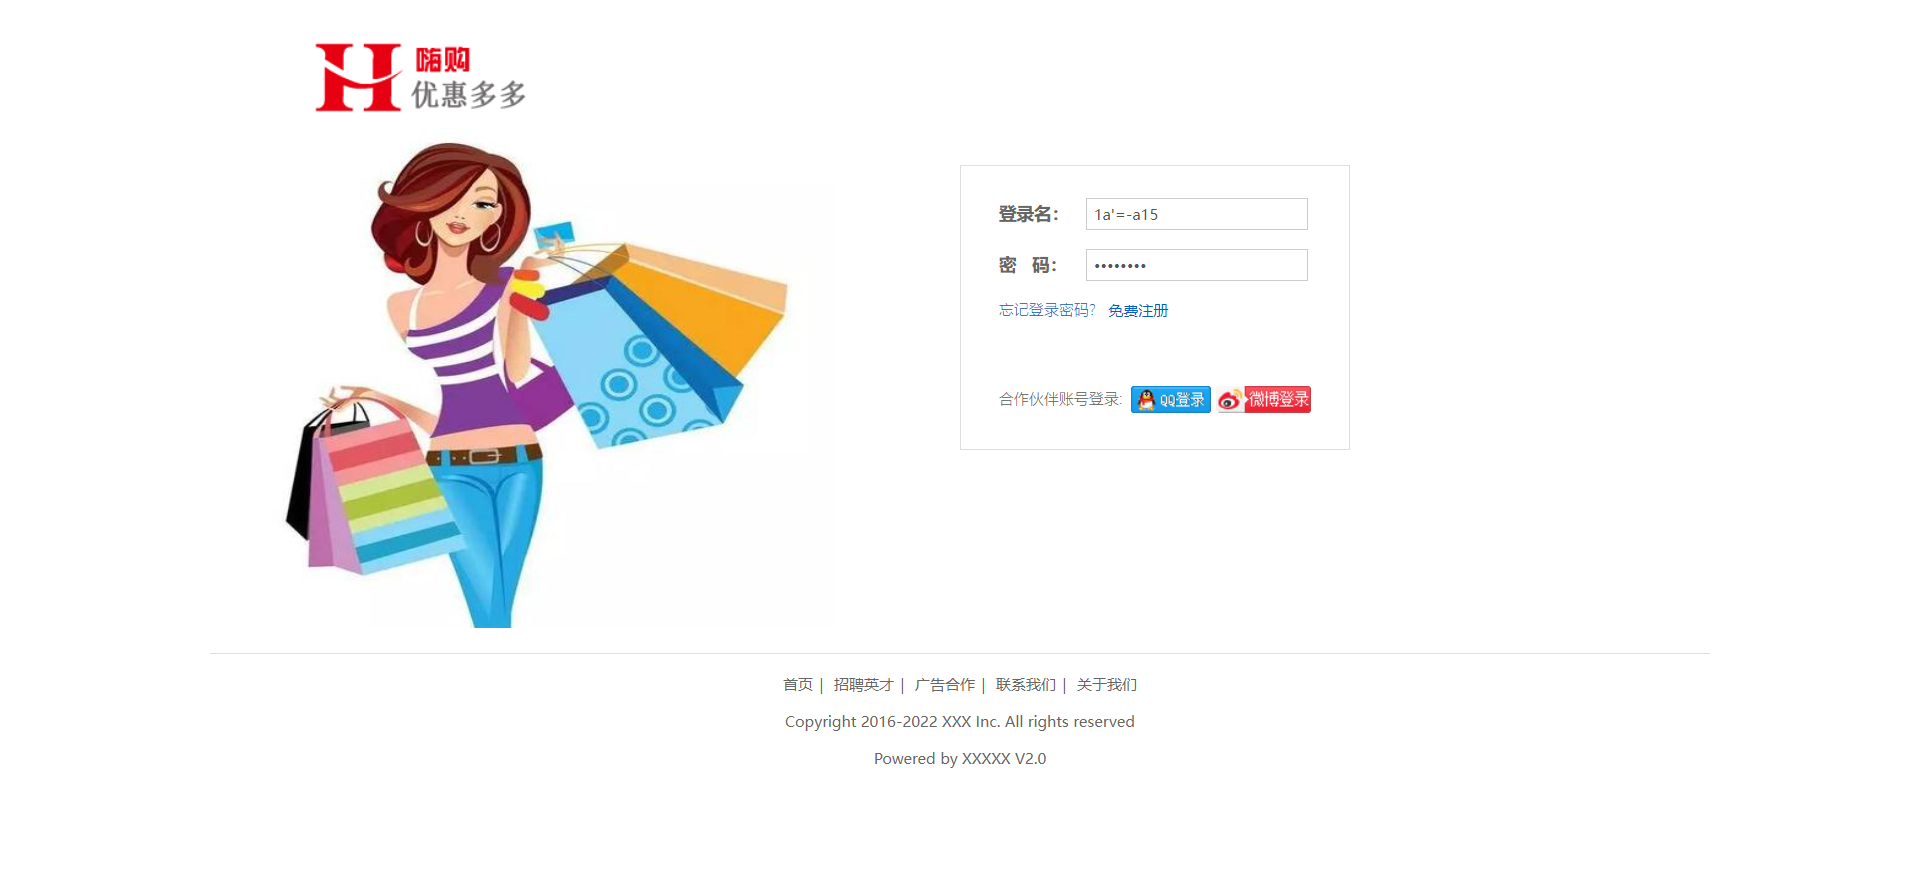 嗨购
优惠多多
登录名： 1a'=-a15
密 码： ••••••••
忘记登录密码? 免费注册
合作伙伴账号登录: QQ登录 微博登录
首页 | 招聘英才 | 广告合作 | 联系我们 | 关于我们
Copyright 2016-2022 XXX Inc. All rights reserved
Powered by XXXXX V2.0